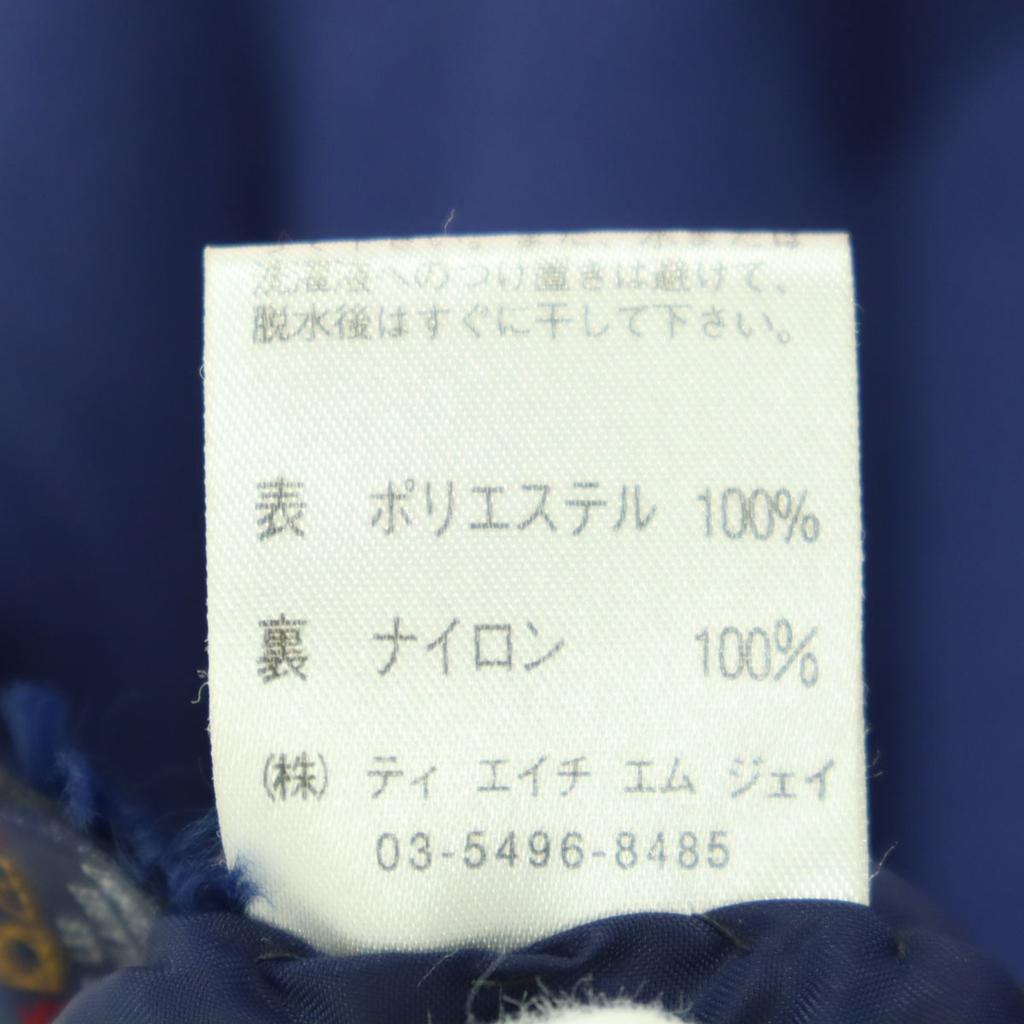 洗濯液へのつけ置きは避けて、
脱水後はすぐに干して下さい。
表 ポリエステル 100%
裏 ナイロン 100%
(株) ティ エイチ エム ジェイ
03-5496-8485